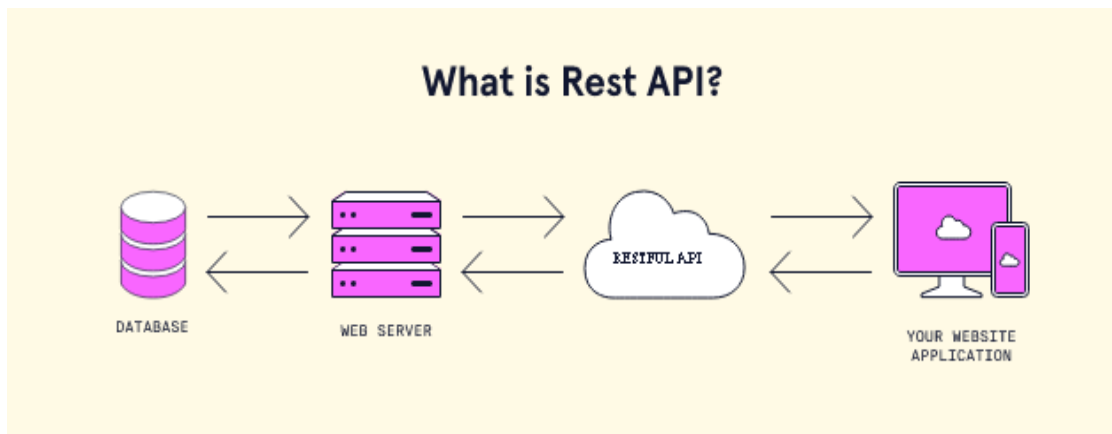 What is Rest API?
RESTFUL API
DATABASE
WEB SERVER
YOUR WEBSITE
APPLICATION